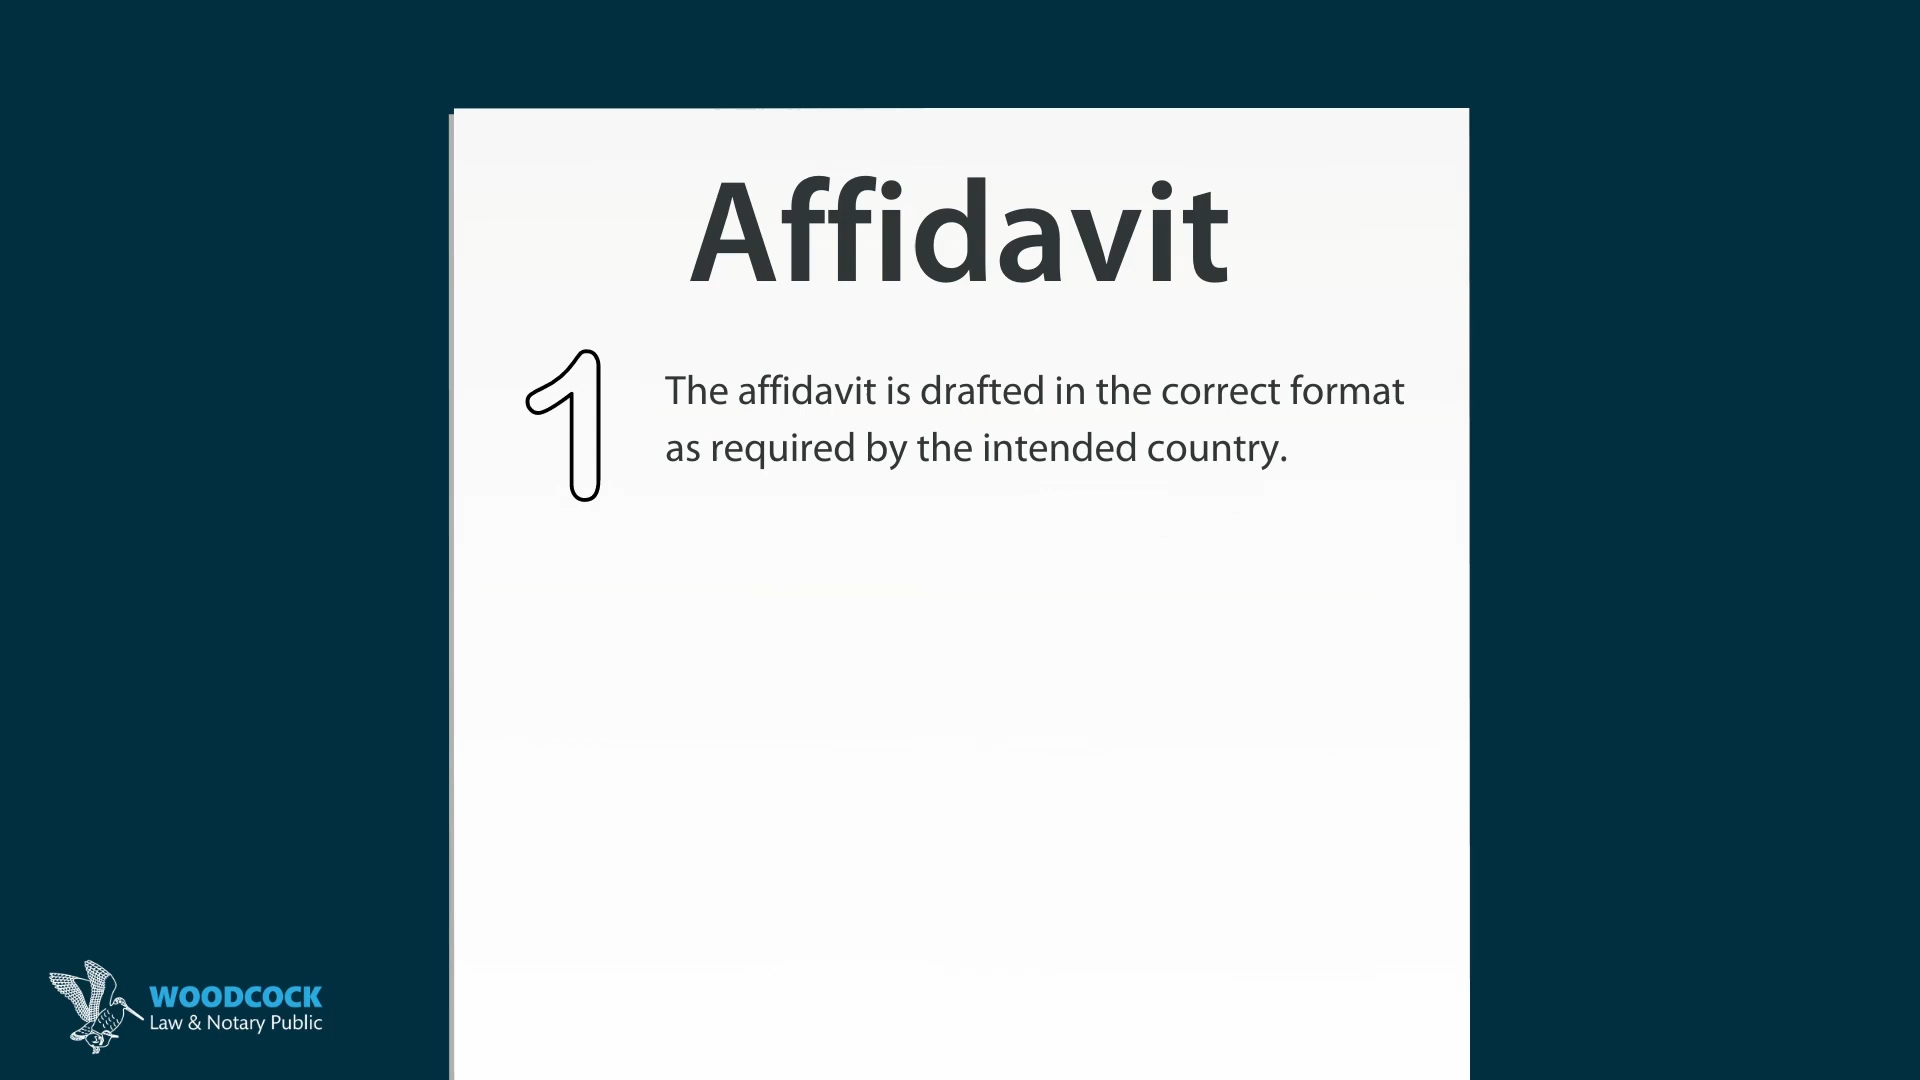 Affidavit
1
The affidavit is drafted in the correct format
as required by the intended country.
WOODCOCK
Law & Notary Public